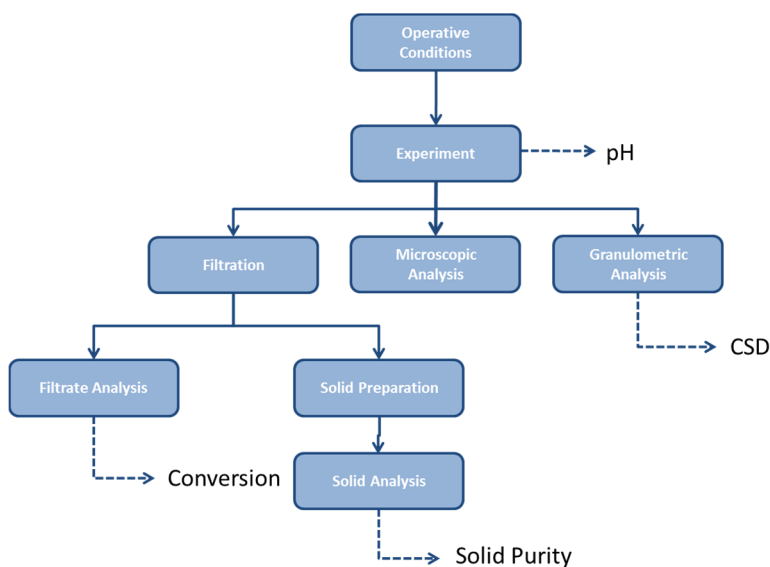 Operative
Conditions
Experiment
pH
Filtration
Microscopic
Analysis
Granulometric
Analysis
CSD
Filtrate Analysis
Solid Preparation
Conversion
Solid Analysis
Solid Purity